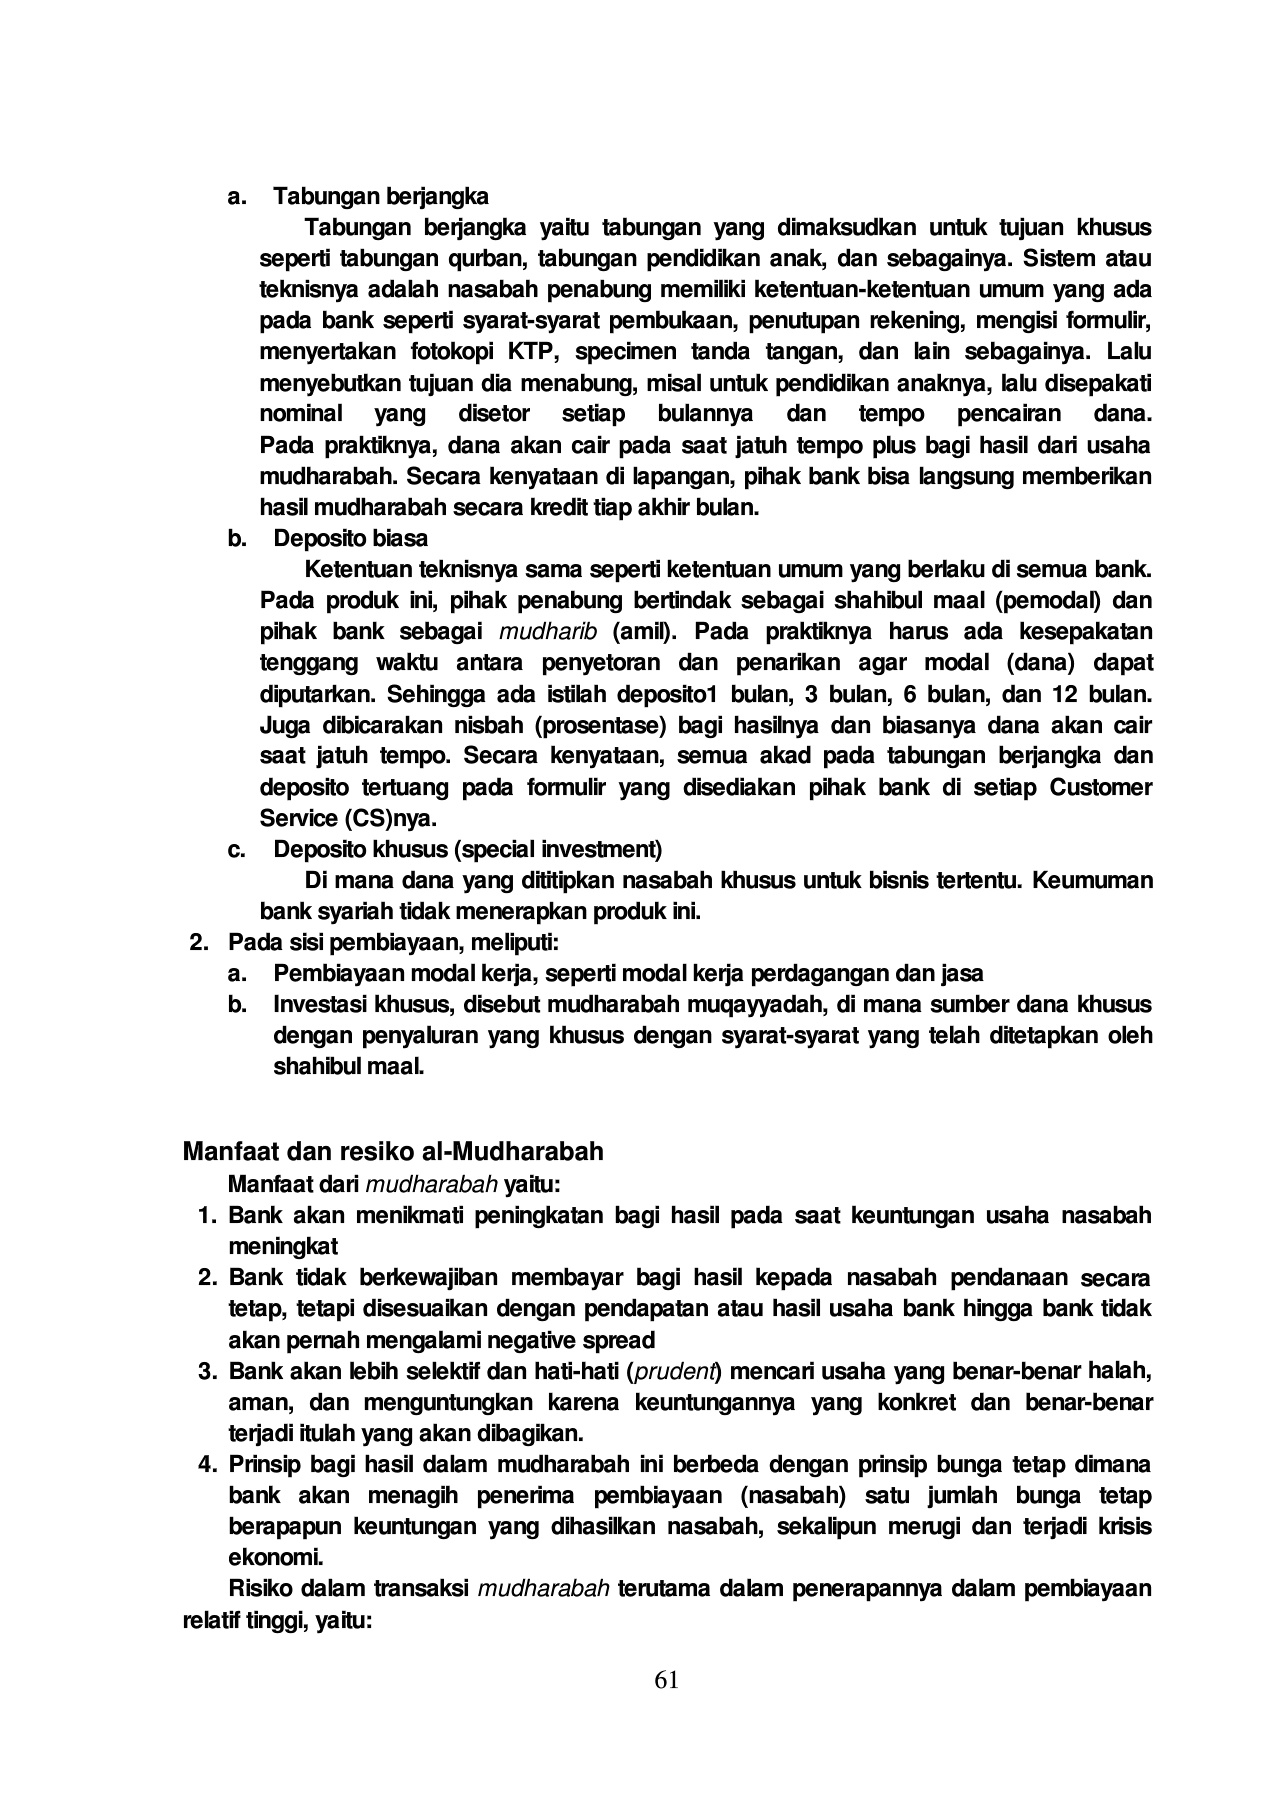 a. Tabungan berjangka
Tabungan berjangka yaitu tabungan yang dimaksudkan untuk tujuan khusus
seperti tabungan qurban, tabungan pendidikan anak, dan sebagainya. Sistem atau
teknisnya adalah nasabah penabung memiliki ketentuan-ketentuan umum yang ada
pada bank seperti syarat-syarat pembukaan, penutupan rekening, mengisi formulir,
menyertakan fotokopi KTP, specimen tanda tangan, dan lain sebagainya. Lalu
menyebutkan tujuan dia menabung, misal untuk pendidikan anaknya, lalu disepakati
nominal yang disetor setiap bulannya dan tempo pencairan dana.
Pada praktiknya, dana akan cair pada saat jatuh tempo plus bagi hasil dari usaha
mudharabah. Secara kenyataan di lapangan, pihak bank bisa langsung memberikan
hasil mudharabah secara kredit tiap akhir bulan.
b. Deposito biasa
Ketentuan teknisnya sama seperti ketentuan umum yang berlaku di semua bank.
Pada produk ini, pihak penabung bertindak sebagai shahibul maal (pemodal) dan
pihak bank sebagai mudharib (amil). Pada praktiknya harus ada kesepakatan
tenggang waktu antara penyetoran dan penarikan agar modal (dana) dapat
diputarkan. Sehingga ada istilah deposito1 bulan, 3 bulan, 6 bulan, dan 12 bulan.
Juga dibicarakan nisbah (prosentase) bagi hasilnya dan biasanya dana akan cair
saat jatuh tempo. Secara kenyataan, semua akad pada tabungan berjangka dan
deposito tertuang pada formulir yang disediakan pihak bank di setiap Customer
Service (CS)nya.
c. Deposito khusus (special investment)
Di mana dana yang dititipkan nasabah khusus untuk bisnis tertentu. Keumuman
bank syariah tidak menerapkan produk ini.
2. Pada sisi pembiayaan, meliputi:
a. Pembiayaan modal kerja, seperti modal kerja perdagangan dan jasa
b. Investasi khusus, disebut mudharabah muqayyadah, di mana sumber dana khusus
dengan penyaluran yang khusus dengan syarat-syarat yang telah ditetapkan oleh
shahibul maal.
Manfaat dan resiko al-Mudharabah
Manfaat dari mudharabah yaitu:
1. Bank akan menikmati peningkatan bagi hasil pada saat keuntungan usaha nasabah
meningkat
2. Bank tidak berkewajiban membayar bagi hasil kepada nasabah pendanaan secara
tetap, tetapi disesuaikan dengan pendapatan atau hasil usaha bank hingga bank tidak
akan pernah mengalami negative spread
3. Bank akan lebih selektif dan hati-hati (prudent) mencari usaha yang benar-benar halah,
aman, dan menguntungkan karena keuntungannya yang konkret dan benar-benar
terjadi itulah yang akan dibagikan.
4. Prinsip bagi hasil dalam mudharabah ini berbeda dengan prinsip bunga tetap dimana
bank akan menagih penerima pembiayaan (nasabah) satu jumlah bunga tetap
berapapun keuntungan yang dihasilkan nasabah, sekalipun merugi dan terjadi krisis
ekonomi.
Risiko dalam transaksi mudharabah terutama dalam penerapannya dalam pembiayaan
relatif tinggi, yaitu:
61